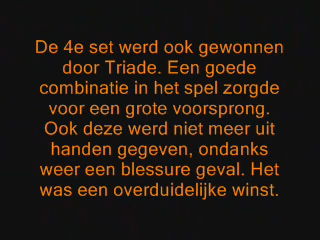 De 4e set werd ook gewonnen
door Triade. Een goede
combinatie in het spel zorgde
voor een grote voorsprong.
Ook deze werd niet meer uit
handen gegeven, ondanks
weer een blessure geval. Het
was een overduidelijke winst.